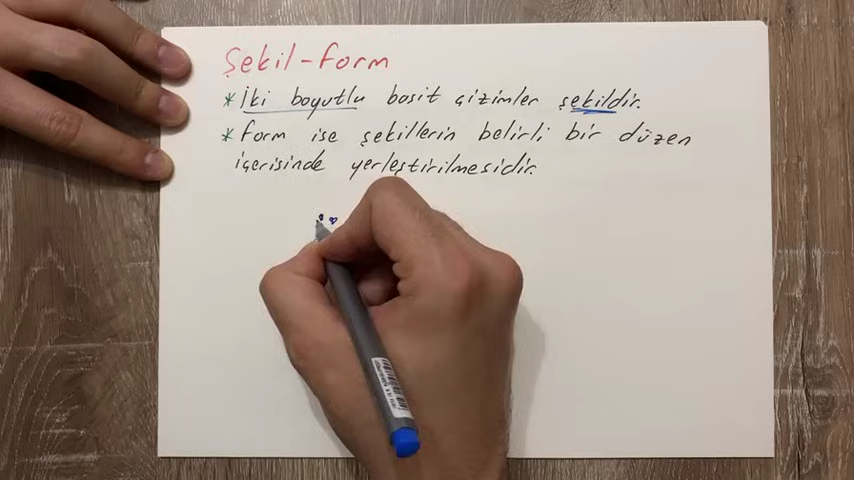 Şekil-Form
* İki boyutlu basit çizimler şekildir.
* Form ise şekillerin belirli bir düzen
içerisinde yerleştirilmesidir.